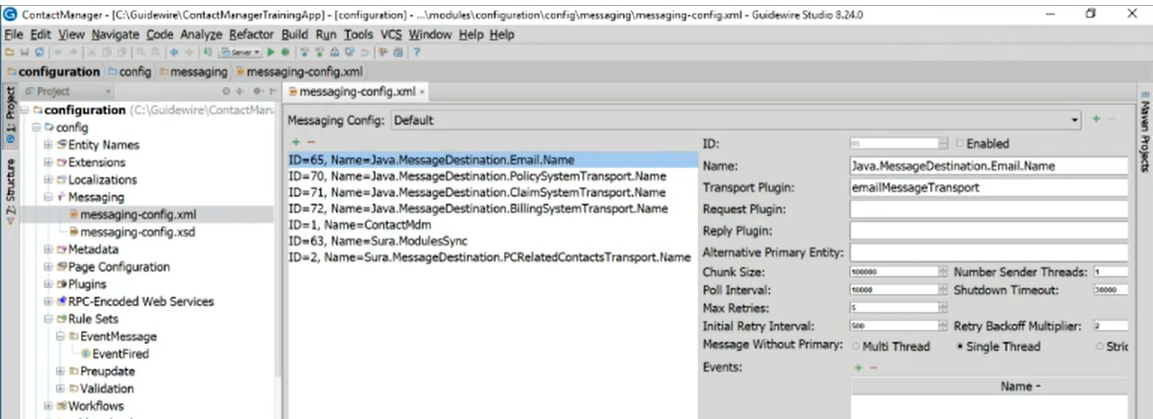 ContactManager - [C:\Guidewire\ContactManagerTrainingApp] - [configuration] - ...\modules\configuration\config\messaging\messaging-config.xml - Guidewire Studio 8.24.0
File Edit View Navigate Code Analyze Refactor Build Run Tools VCS Window Help Help
Server
configuration config messaging messaging-config.xml
1: Project
Z: Structure
Project
configuration (C:\Guidewire\ContactMan
config
Entity Names
Extensions
Localizations
Messaging
messaging-config.xml
messaging-config.xsd
Metadata
Page Configuration
Plugins
RPC-Encoded Web Services
Rule Sets
EventMessage
EventFired
Preupdate
Validation
Workflows
messaging-config.xml ×
Messaging Config: Default
ID=65, Name=Java.MessageDestination.Email.Name
ID=70, Name=Java.MessageDestination.PolicySystemTransport.Name
ID=71, Name=Java.MessageDestination.ClaimSystemTransport.Name
ID=72, Name=Java.MessageDestination.BillingSystemTransport.Name
ID=1, Name=ContactMdm
ID=63, Name=Sura.ModulesSync
ID=2, Name=Sura.MessageDestination.PCRelatedContactsTransport.Name
ID: 65 Enabled
Name: Java.MessageDestination.Email.Name
Transport Plugin: emailMessageTransport
Request Plugin:
Reply Plugin:
Alternative Primary Entity:
Chunk Size: 100000 Number Sender Threads: 1
Poll Interval: 10000 Shutdown Timeout: 30000
Max Retries: 5
Initial Retry Interval: 500 Retry Backoff Multiplier: 2
Message Without Primary: Multi Thread Single Thread Stric
Events:
Name
Maven Projects